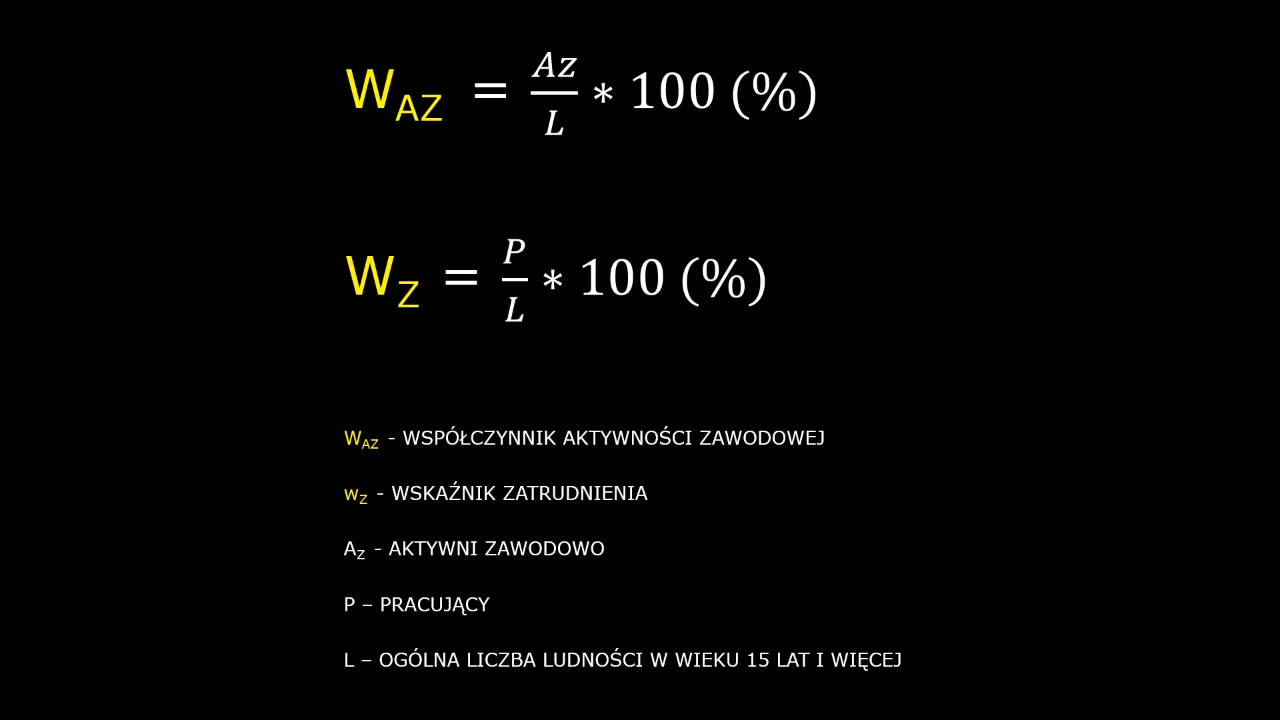 W_AZ = Az/L * 100 (%)
W_Z = P/L * 100 (%)
W_AZ - WSPÓŁCZYNNIK AKTYWNOŚCI ZAWODOWEJ
W_Z - WSKAŹNIK ZATRUDNIENIA
A_Z - AKTYWNI ZAWODOWO
P – PRACUJĄCY
L – OGÓLNA LICZBA LUDNOŚCI W WIEKU 15 LAT I WIĘCEJ